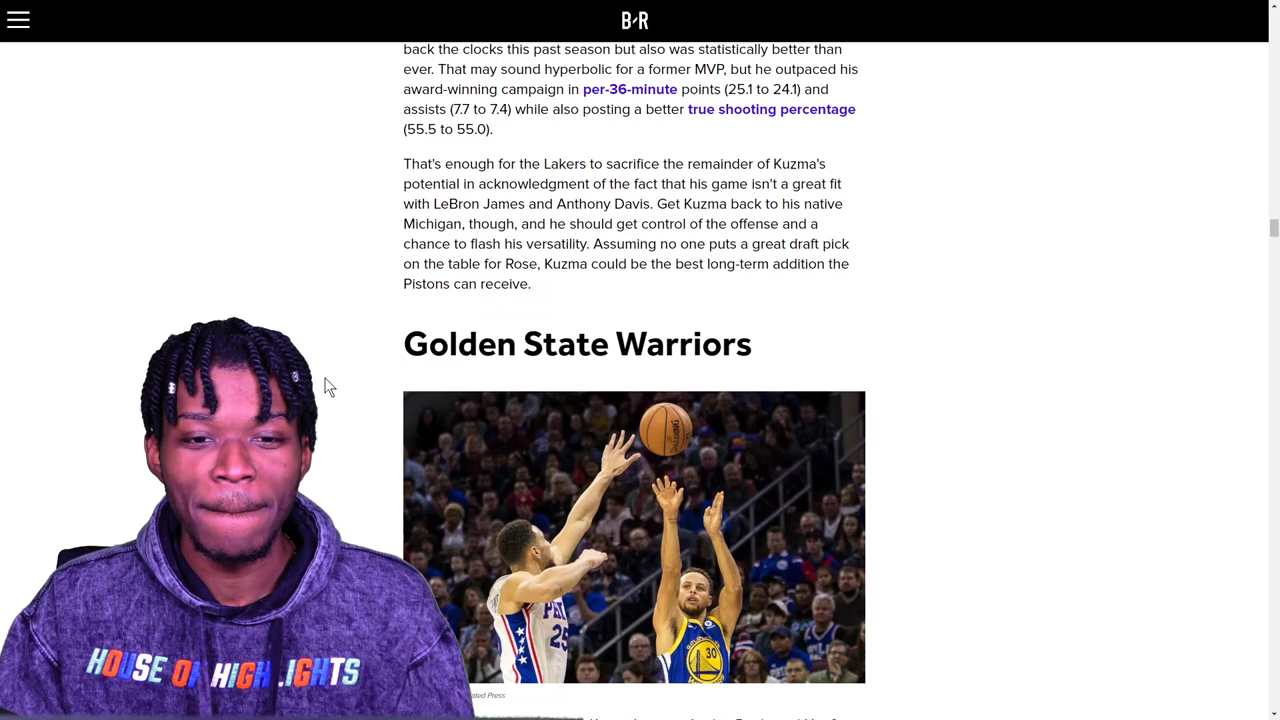 B/R
back the clocks this past season but also was statistically better than
ever. That may sound hyperbolic for a former MVP, but he outpaced his
award-winning campaign in per-36-minute points (25.1 to 24.1) and
assists (7.7 to 7.4) while also posting a better true shooting percentage
(55.5 to 55.0).
That's enough for the Lakers to sacrifice the remainder of Kuzma's
potential in acknowledgment of the fact that his game isn't a great fit
with LeBron James and Anthony Davis. Get Kuzma back to his native
Michigan, though, and he should get control of the offense and a
chance to flash his versatility. Assuming no one puts a great draft pick
on the table for Rose, Kuzma could be the best long-term addition the
Pistons can receive.
Golden State Warriors
25
30
HOUSE OF HIGHLIGHTS
Press